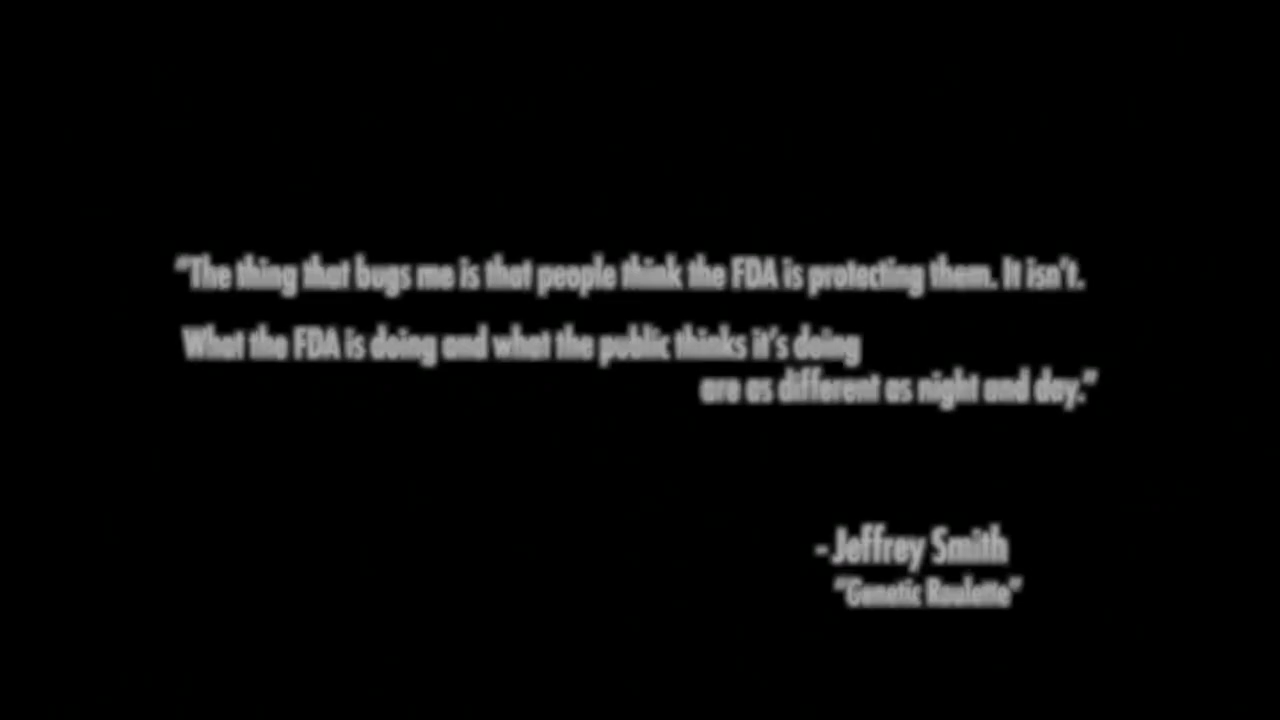 “The thing that bugs me is that people think the FDA is protecting them. It isn’t.
What the FDA is doing and what the public thinks it’s doing
are as different as night and day.”
-Jeffrey Smith
“Genetic Roulette”